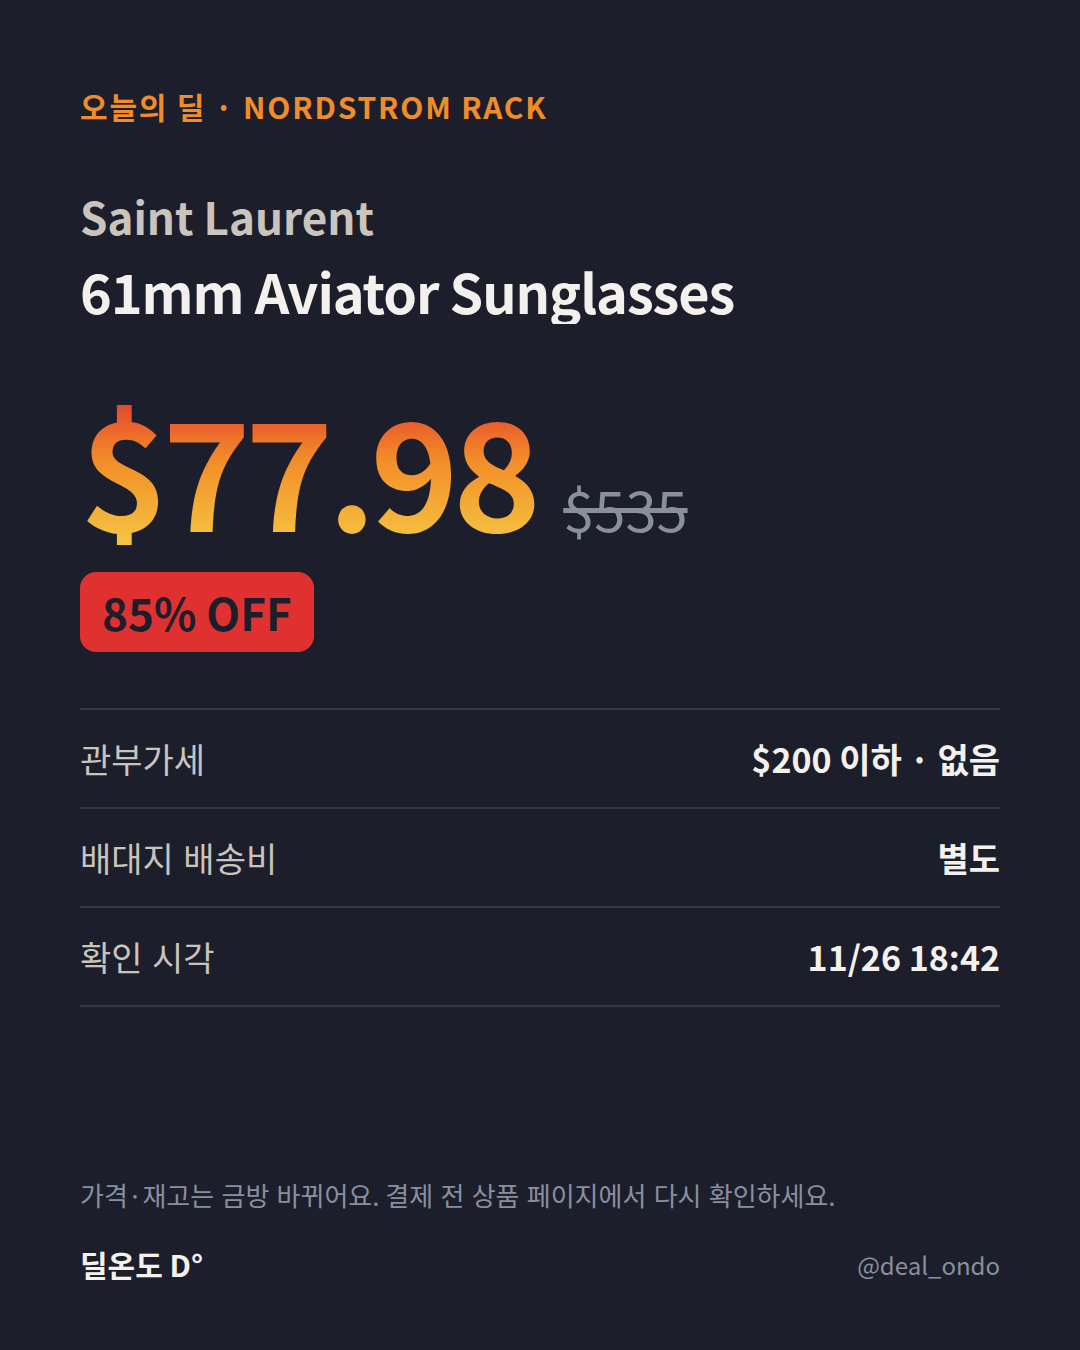 오늘의 딜 · NORDSTROM RACK
Saint Laurent
61mm Aviator Sunglasses
$77.98 $535
85% OFF
관부가세 $200 이하 · 없음
배대지 배송비 별도
확인 시각 11/26 18:42
가격·재고는 금방 바뀌어요. 결제 전 상품 페이지에서 다시 확인하세요.
딜온도 D° @deal_ondo